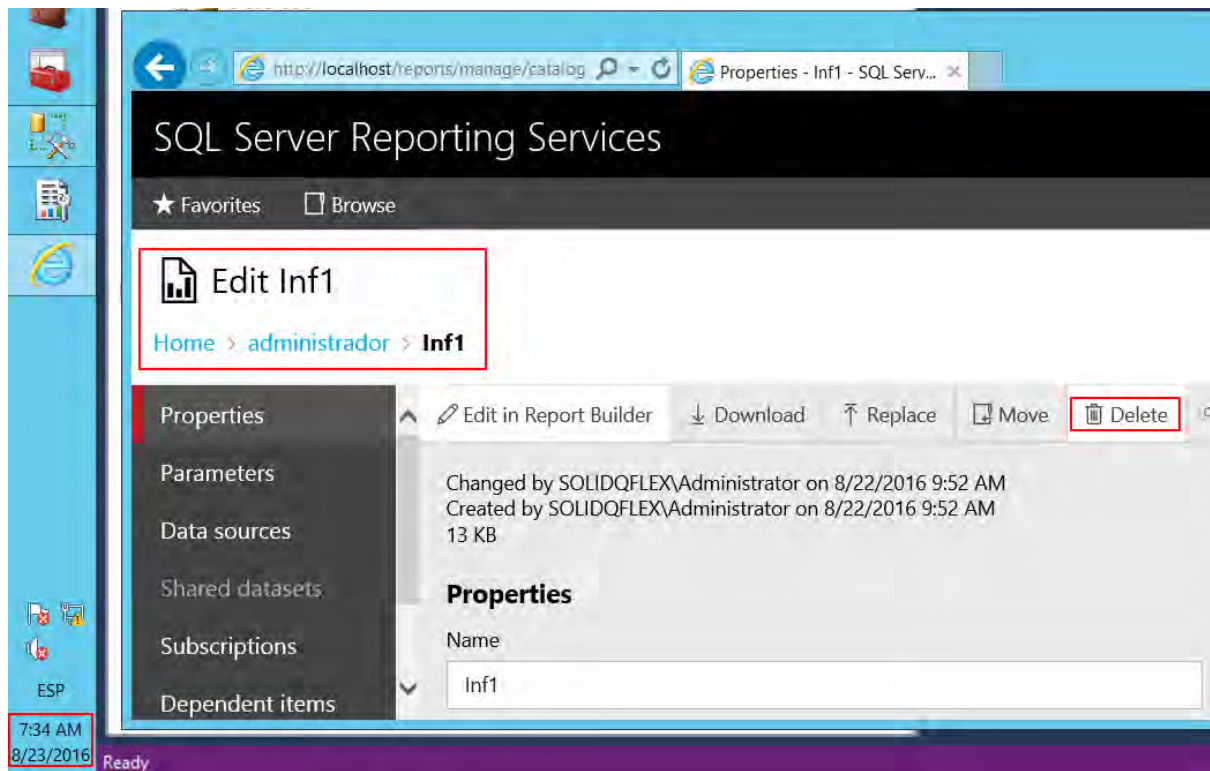 http://localhost/reports/manage/catalog
Properties - Inf1 - SQL Serv...
SQL Server Reporting Services
Favorites Browse
Edit Inf1
Home > administrador > Inf1
Properties
Parameters
Data sources
Shared datasets
Subscriptions
Dependent items
Edit in Report Builder Download Replace Move Delete
Changed by SOLIDQFLEX\Administrator on 8/22/2016 9:52 AM
Created by SOLIDQFLEX\Administrator on 8/22/2016 9:52 AM
13 KB
Properties
Name
Inf1
ESP
7:34 AM
8/23/2016
Ready